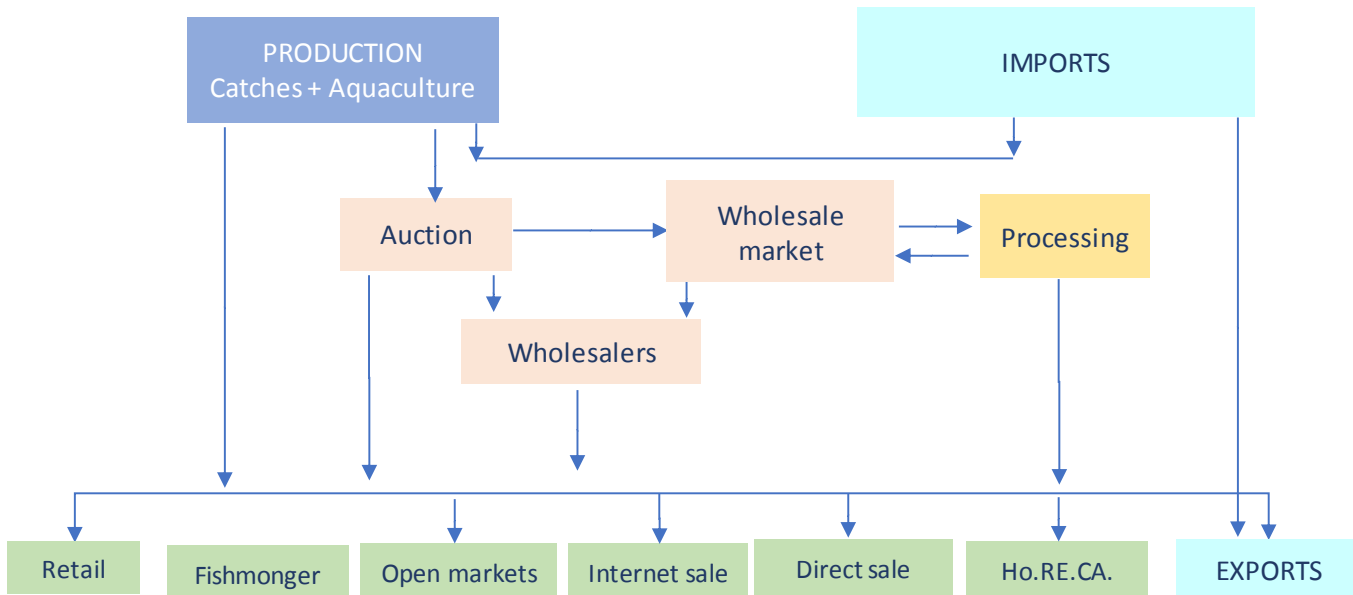 PRODUCTION
Catches + Aquaculture
IMPORTS
Auction
Wholesale
market
Processing
Wholesalers
Retail
Fishmonger
Open markets
Internet sale
Direct sale
Ho.RE.CA.
EXPORTS